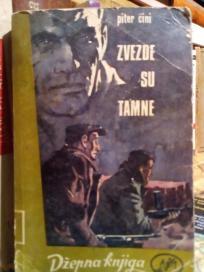 piter čini
ZVEZDE
SU
TAMNE
Džepna knjiga